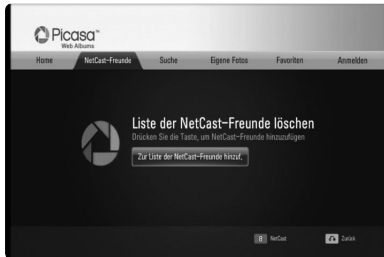 Picasa™
Web Albums
Home NetCast-Freunde Suche Eigene Fotos Favoriten Anmelden
Liste der NetCast-Freunde löschen
Drücken Sie die Taste, um NetCast-Freunde hinzuzufügen
Zur Liste der NetCast-Freunde hinzuf.
NetCast Zurück